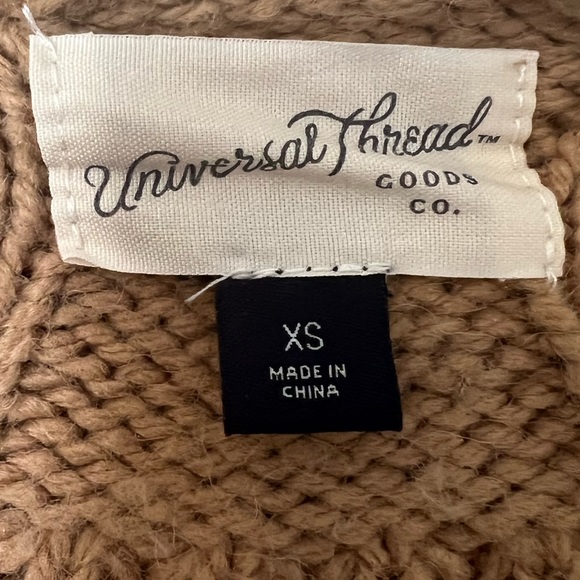 Universal Thread™
GOODS
CO.
XS
MADE IN
CHINA